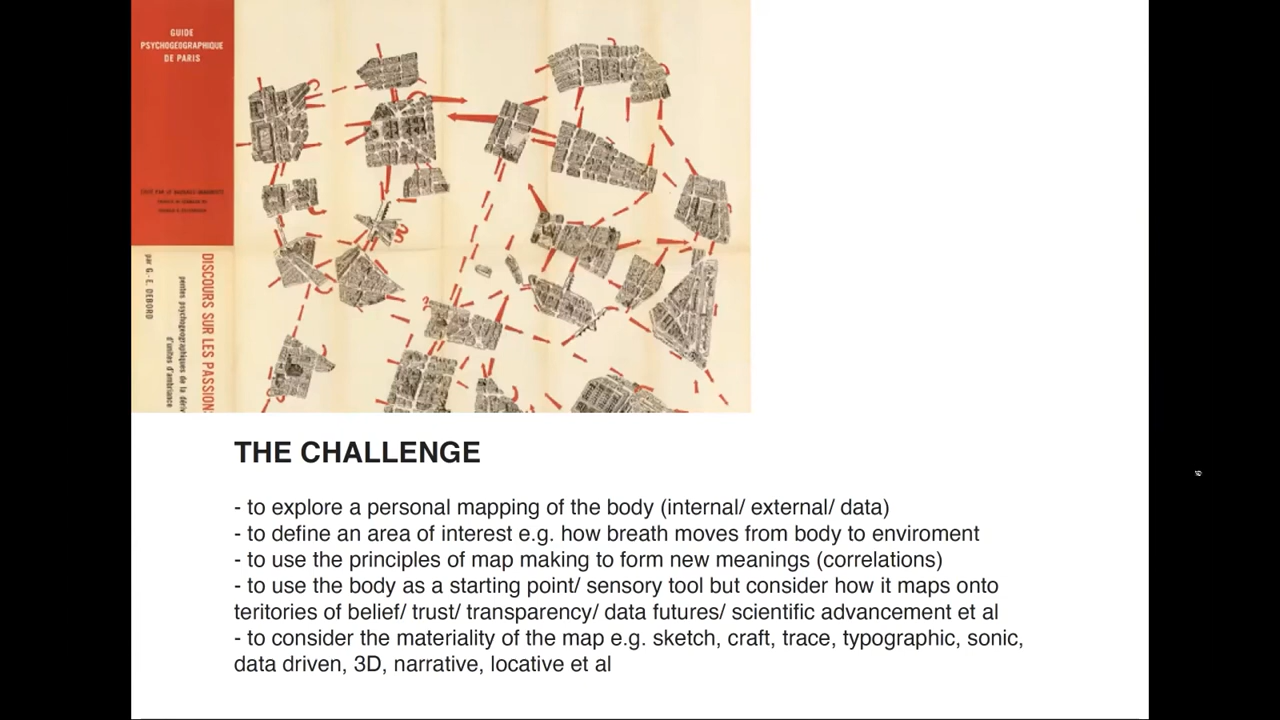 GUIDE
PSYCHOGEOGRAPHIQUE
DE PARIS
DISCOURS SUR LES PASSIONS
pentes psychogeographiques de la dériv
d'unités d'ambiance
par G.-E. DEBORD
THE CHALLENGE
- to explore a personal mapping of the body (internal/ external/ data)
- to define an area of interest e.g. how breath moves from body to enviroment
- to use the principles of map making to form new meanings (correlations)
- to use the body as a starting point/ sensory tool but consider how it maps onto
teritories of belief/ trust/ transparency/ data futures/ scientific advancement et al
- to consider the materiality of the map e.g. sketch, craft, trace, typographic, sonic,
data driven, 3D, narrative, locative et al